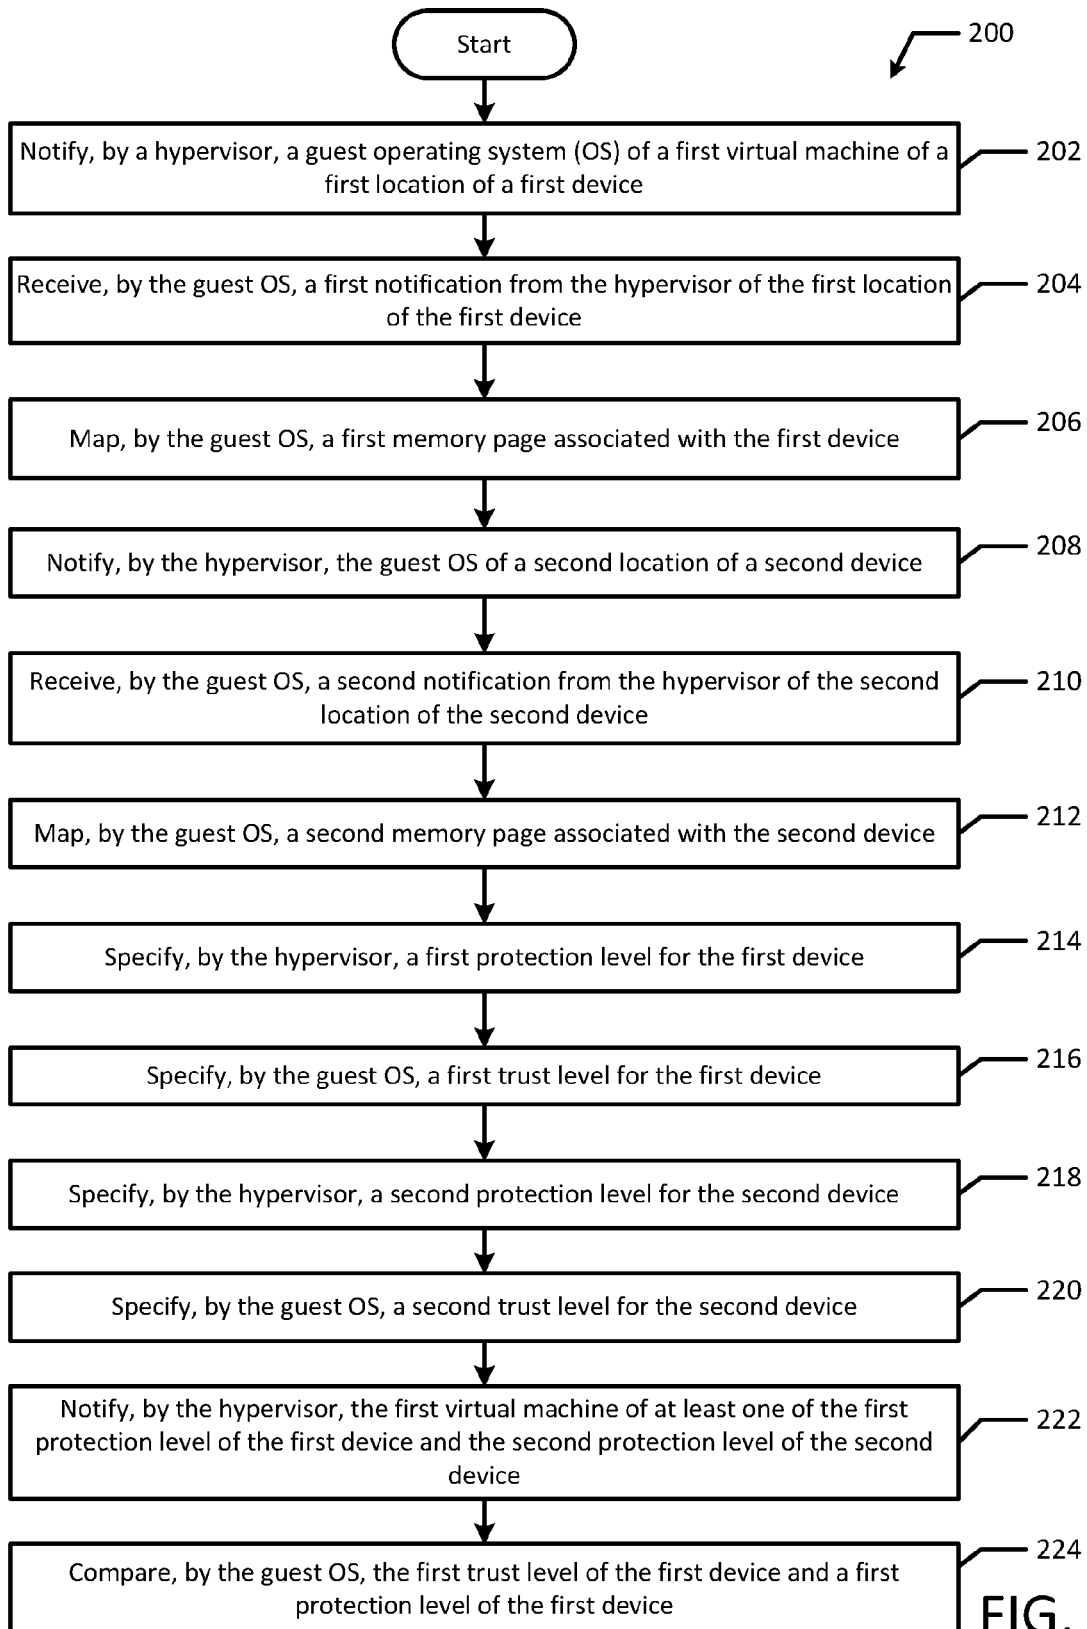 Start
200
Notify, by a hypervisor, a guest operating system (OS) of a first virtual machine of a
first location of a first device
202
Receive, by the guest OS, a first notification from the hypervisor of the first location
of the first device
204
Map, by the guest OS, a first memory page associated with the first device
206
Notify, by the hypervisor, the guest OS of a second location of a second device
208
Receive, by the guest OS, a second notification from the hypervisor of the second
location of the second device
210
Map, by the guest OS, a second memory page associated with the second device
212
Specify, by the hypervisor, a first protection level for the first device
214
Specify, by the guest OS, a first trust level for the first device
216
Specify, by the hypervisor, a second protection level for the second device
218
Specify, by the guest OS, a second trust level for the second device
220
Notify, by the hypervisor, the first virtual machine of at least one of the first
protection level of the first device and the second protection level of the second
device
222
Compare, by the guest OS, the first trust level of the first device and a first
protection level of the first device
224
FIG.